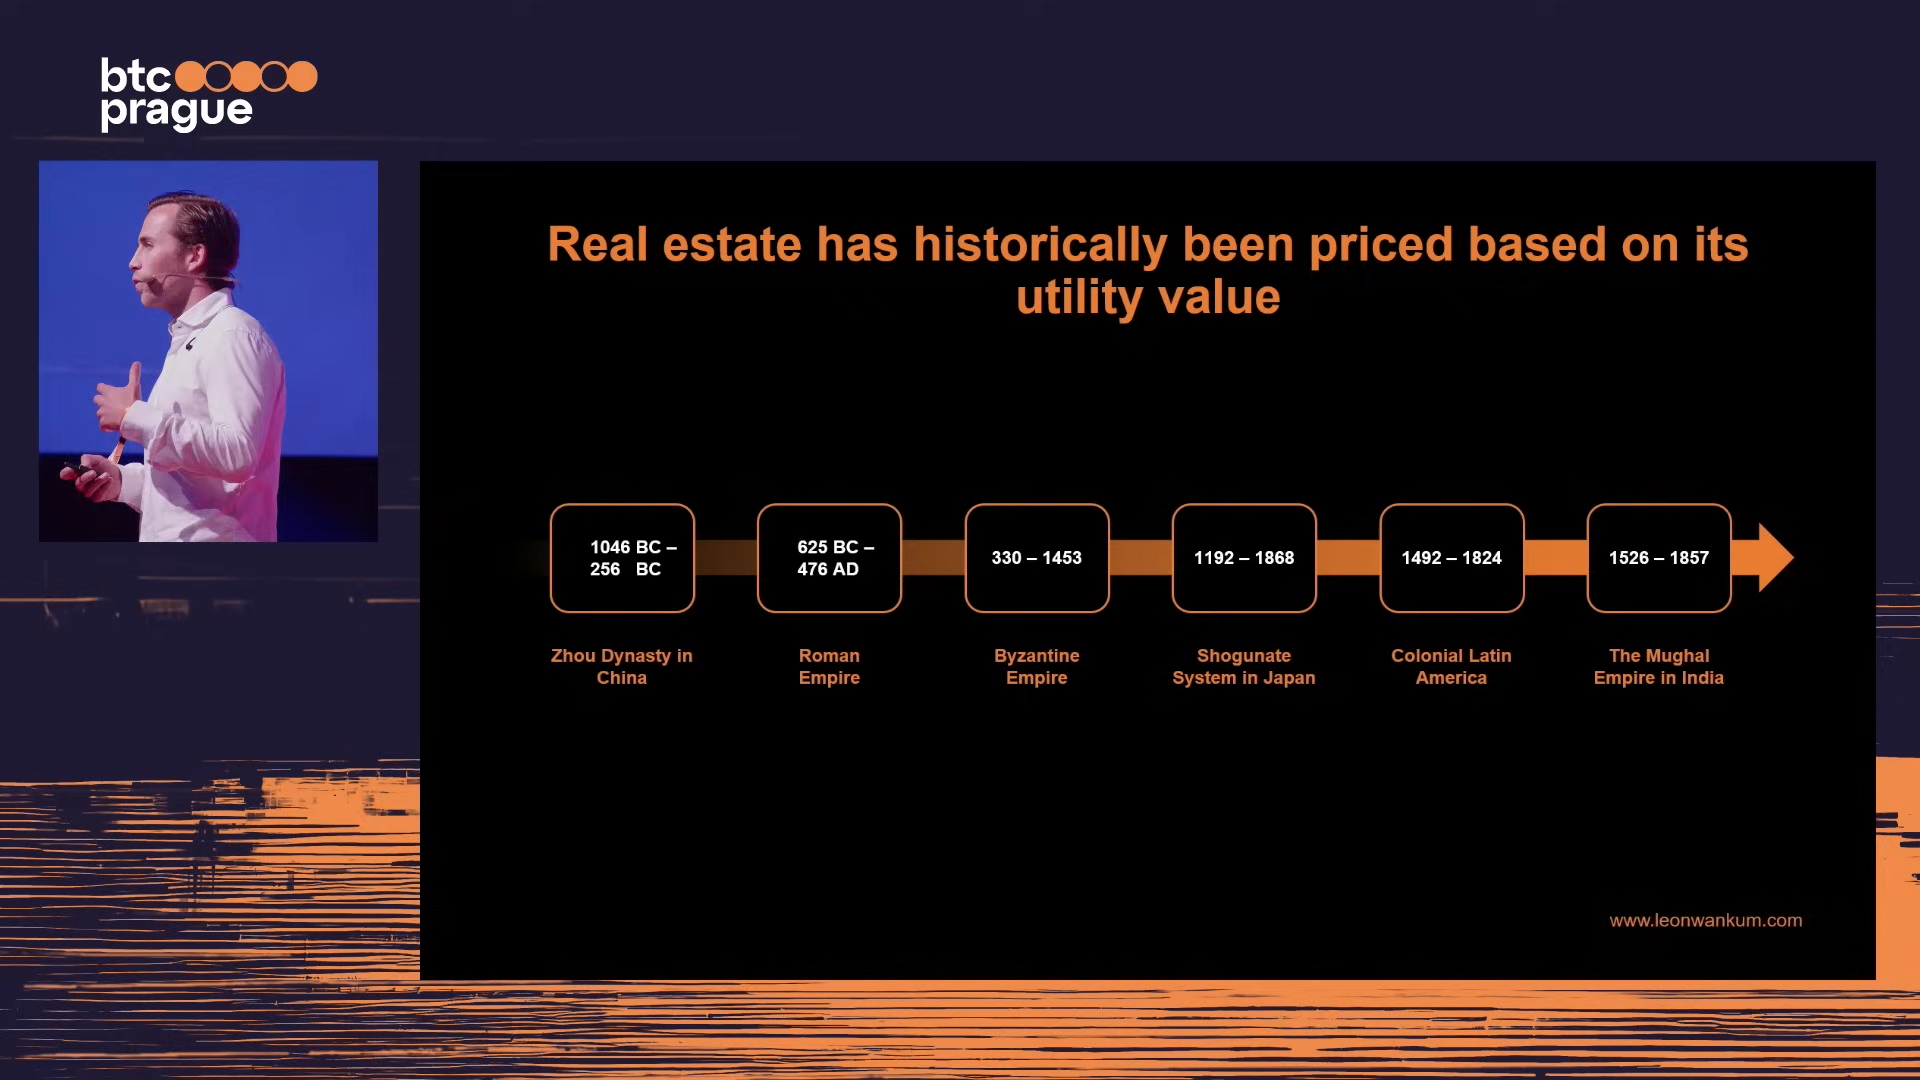 btc
prague
Real estate has historically been priced based on its
utility value
1046 BC –
256 BC
625 BC –
476 AD
330 – 1453
1192 – 1868
1492 – 1824
1526 – 1857
Zhou Dynasty in
China
Roman
Empire
Byzantine
Empire
Shogunate
System in Japan
Colonial Latin
America
The Mughal
Empire in India
www.leonwankum.com